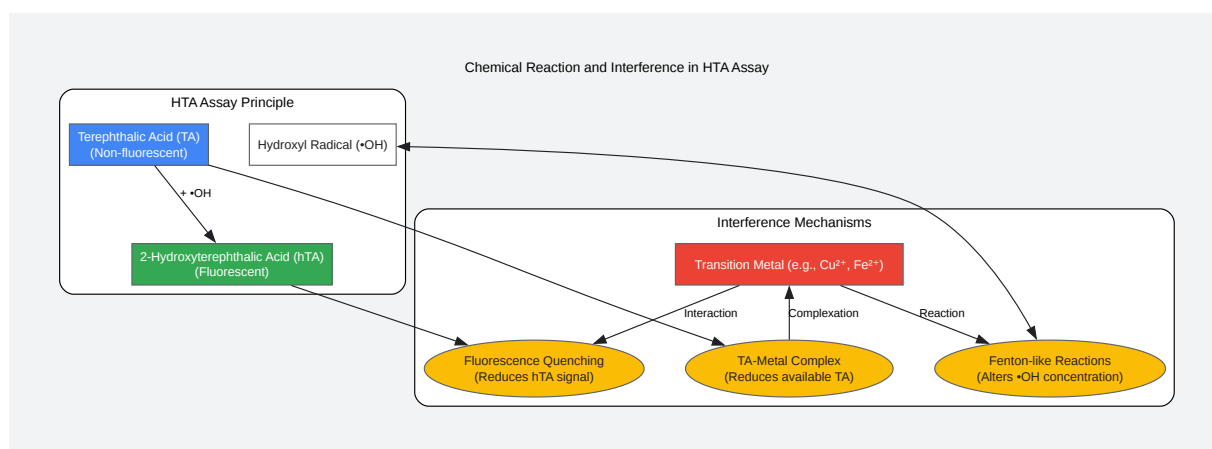 Chemical Reaction and Interference in HTA Assay
HTA Assay Principle
Terephthalic Acid (TA)
(Non-fluorescent)
Hydroxyl Radical (•OH)
+ •OH
2-Hydroxyterephthalic Acid (hTA)
(Fluorescent)
Interference Mechanisms
Transition Metal (e.g., Cu²⁺, Fe²⁺)
Interaction
Complexation
Reaction
Fluorescence Quenching
(Reduces hTA signal)
TA-Metal Complex
(Reduces available TA)
Fenton-like Reactions
(Alters •OH concentration)